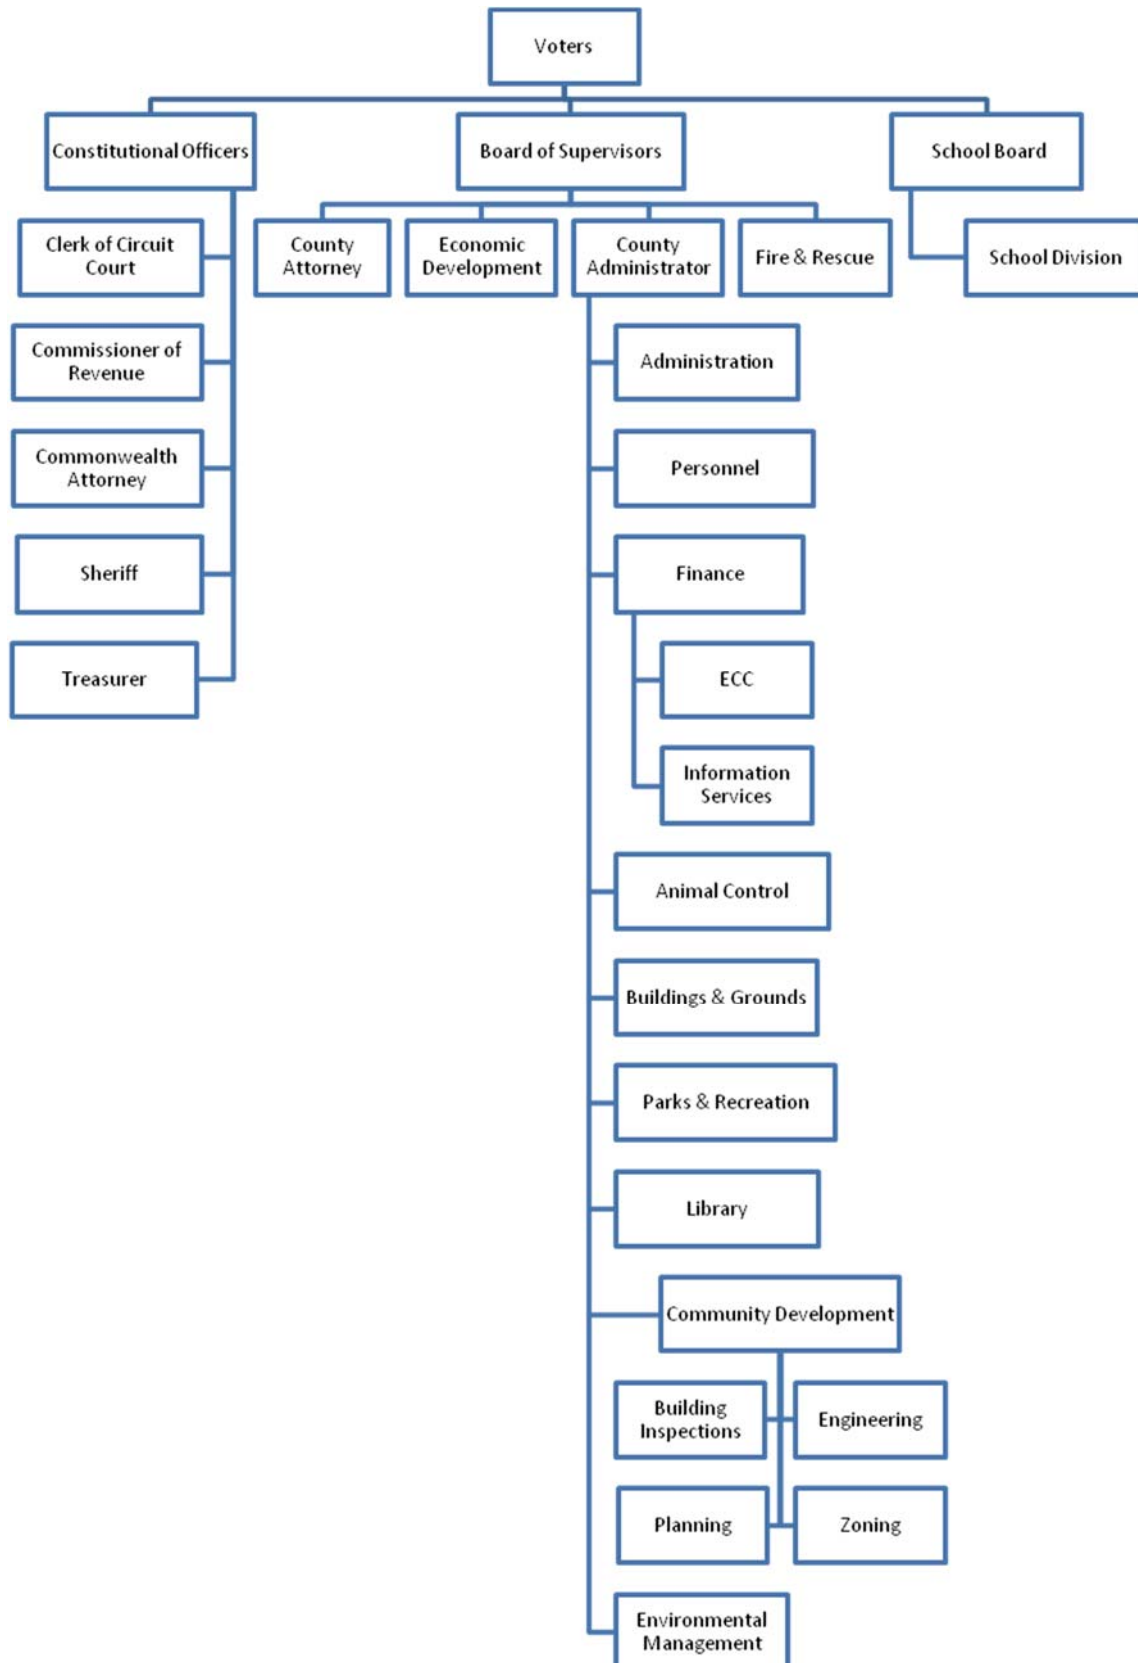 Voters
Constitutional Officers
Board of Supervisors
School Board
Clerk of Circuit
Court
County
Attorney
Economic
Development
County
Administrator
Fire & Rescue
School Division
Commissioner of
Revenue
Administration
Commonwealth
Attorney
Personnel
Sheriff
Finance
Treasurer
ECC
Information
Services
Animal Control
Buildings & Grounds
Parks & Recreation
Library
Community Development
Building
Inspections
Engineering
Planning
Zoning
Environmental
Management